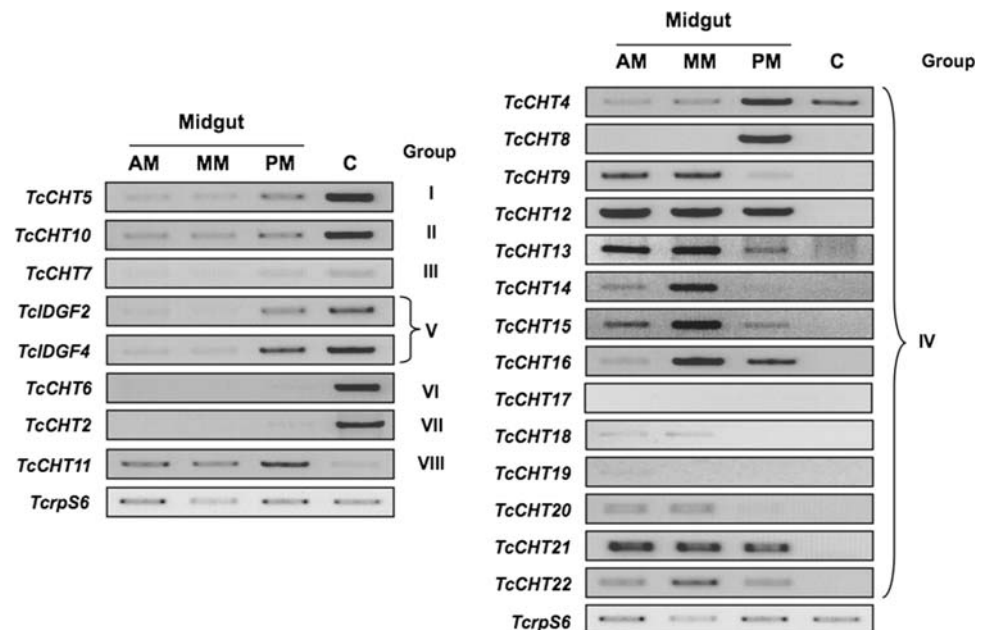 Midgut
AM MM PM C Group
TcCHT5 I
TcCHT10 II
TcCHT7 III
TcIDGF2
V
TcIDGF4
TcCHT6 VI
TcCHT2 VII
TcCHT11 VIII
TcrpS6
Midgut
AM MM PM C Group
TcCHT4
TcCHT8
TcCHT9
TcCHT12
TcCHT13
TcCHT14
TcCHT15
IV
TcCHT16
TcCHT17
TcCHT18
TcCHT19
TcCHT20
TcCHT21
TcCHT22
TcrpS6